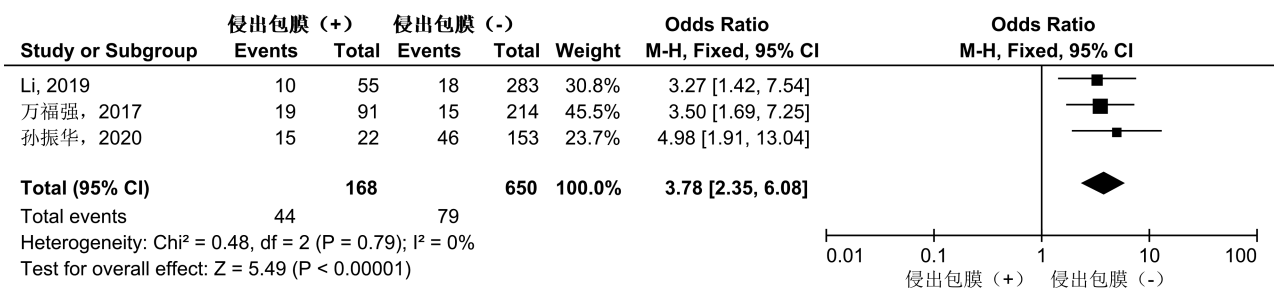 侵出包膜（+） 侵出包膜（-） Odds Ratio Odds Ratio
Study or Subgroup Events Total Events Total Weight M-H, Fixed, 95% CI M-H, Fixed, 95% CI
Li, 2019 10 55 18 283 30.8% 3.27 [1.42, 7.54]
万福强，2017 19 91 15 214 45.5% 3.50 [1.69, 7.25]
孙振华，2020 15 22 46 153 23.7% 4.98 [1.91, 13.04]
Total (95% CI) 168 650 100.0% 3.78 [2.35, 6.08]
Total events 44 79
Heterogeneity: Chi² = 0.48, df = 2 (P = 0.79); I² = 0%
Test for overall effect: Z = 5.49 (P < 0.00001)
0.01 0.1 1 10 100
侵出包膜（+） 侵出包膜（-）